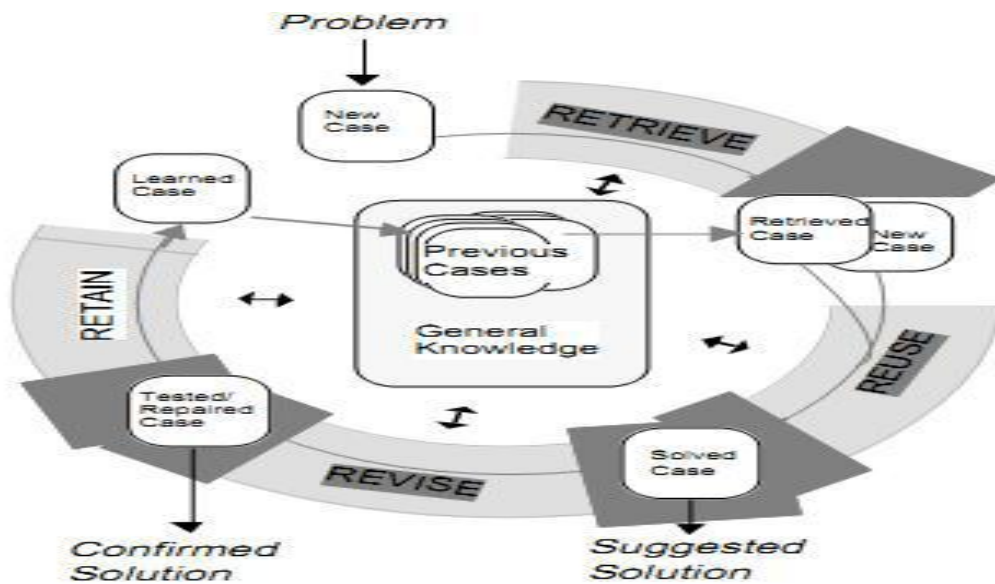 Problem
New
Case
RETRIEVE
Learned
Case
Previous
Cases
Retrieved
Case
New
Case
RETAIN
General
Knowledge
REUSE
Tested/
Repaired
Case
Solved
Case
REVISE
Confirmed
Solution
Suggested
Solution